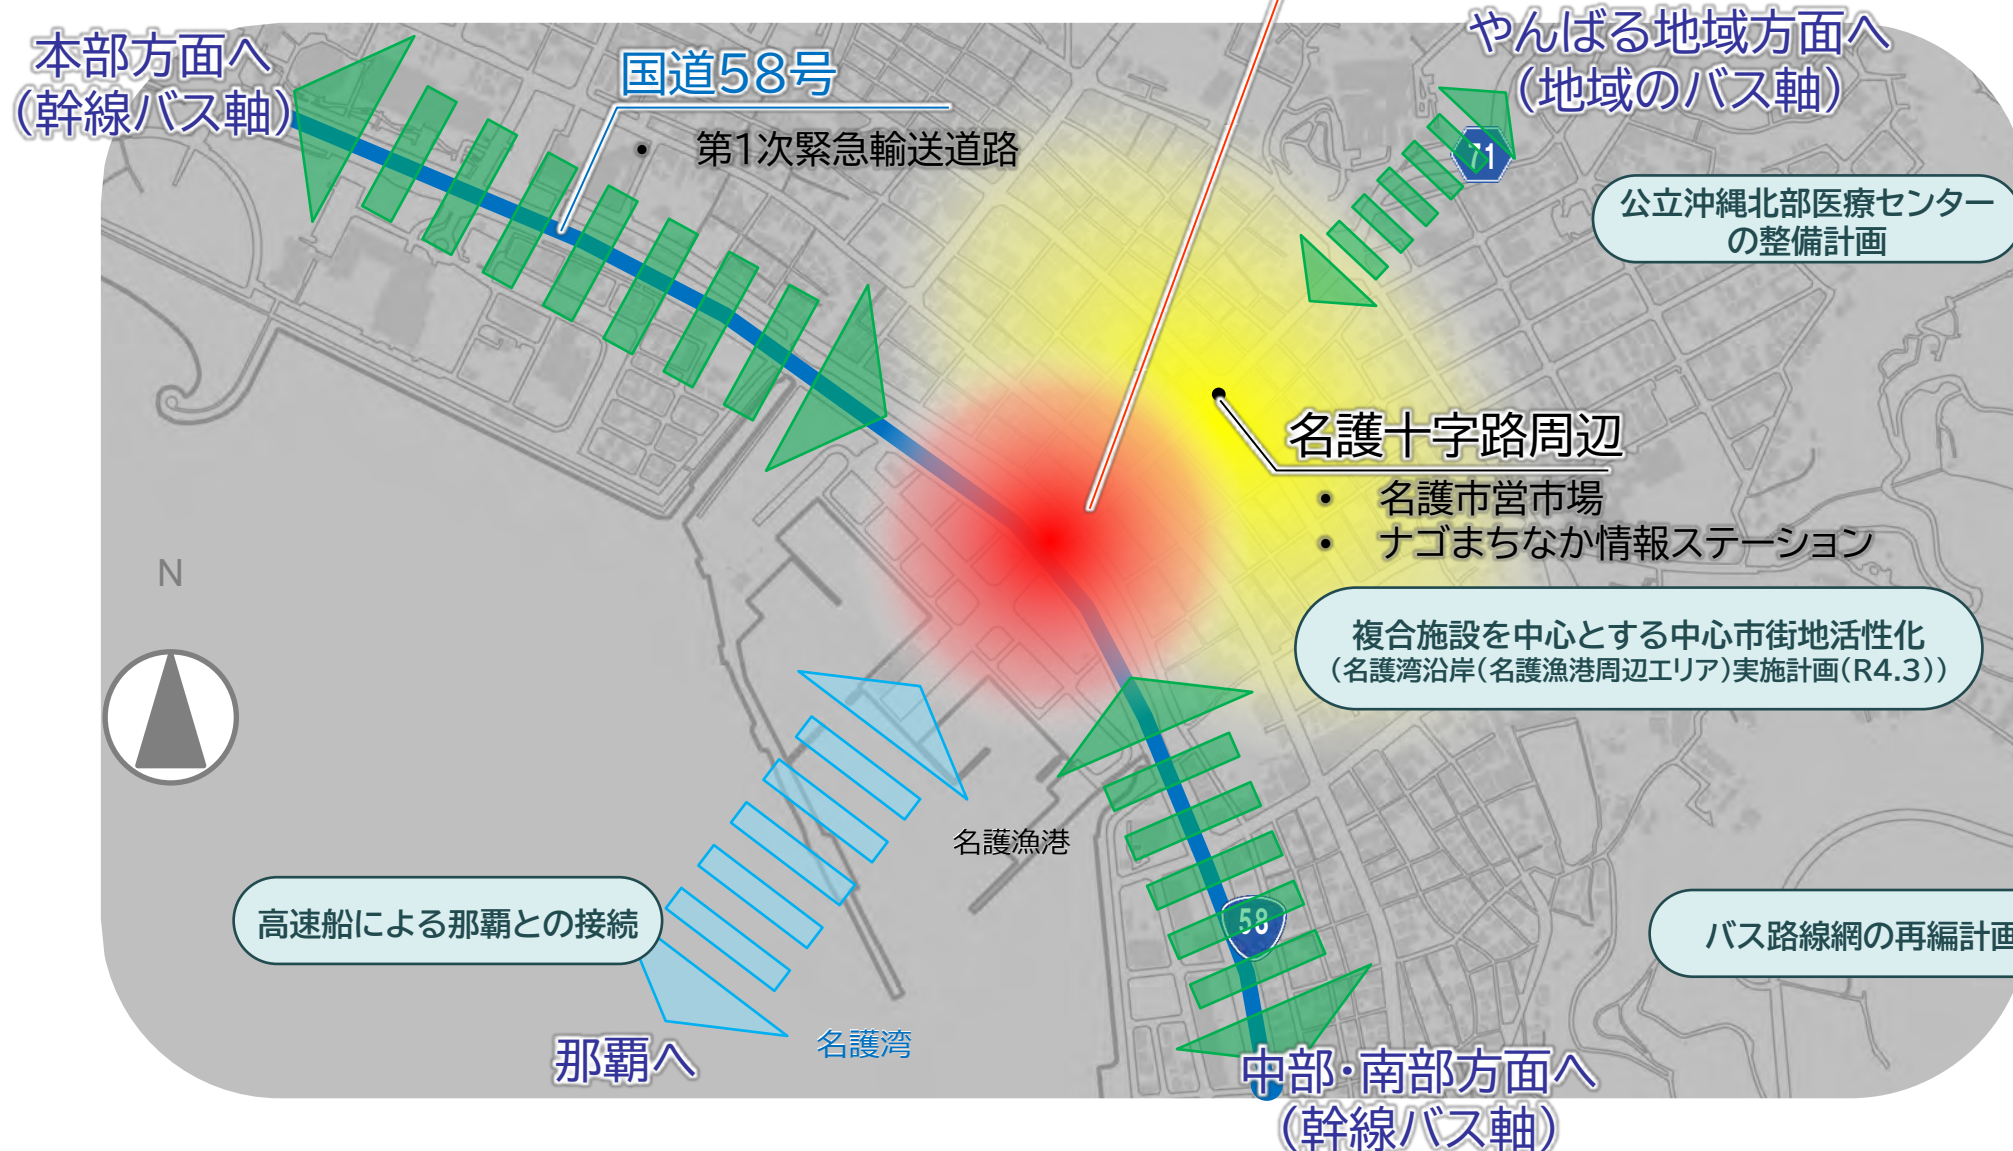 本部方面へ
（幹線バス軸）
国道58号
• 第1次緊急輸送道路
やんばる地域方面へ
（地域のバス軸）
71
公立沖縄北部医療センター
の整備計画
名護十字路周辺
• 名護市営市場
• ナゴまちなか情報ステーション
N
複合施設を中心とする中心市街地活性化
（名護湾沿岸（名護漁港周辺エリア）実施計画（R4.3））
名護漁港
高速船による那覇との接続
58
バス路線網の再編計画
名護湾
那覇へ
中部・南部方面へ
（幹線バス軸）